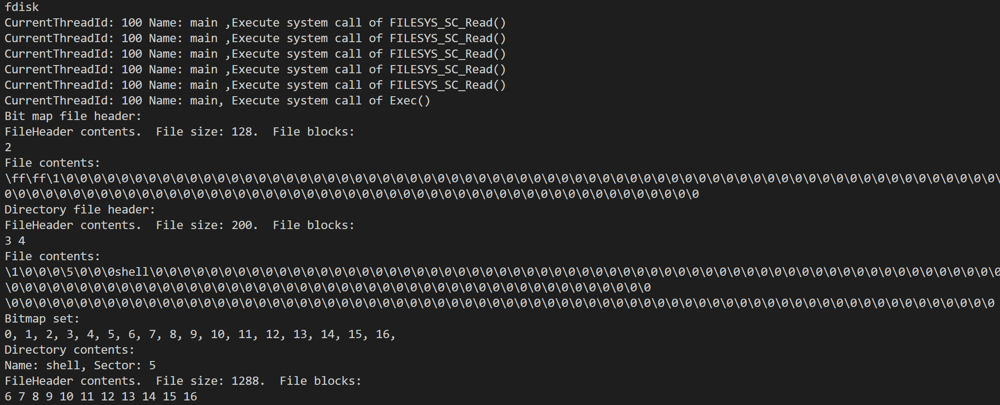 fdisk
CurrentThreadId: 100 Name: main ,Execute system call of FILESYS_SC_Read()
CurrentThreadId: 100 Name: main ,Execute system call of FILESYS_SC_Read()
CurrentThreadId: 100 Name: main ,Execute system call of FILESYS_SC_Read()
CurrentThreadId: 100 Name: main ,Execute system call of FILESYS_SC_Read()
CurrentThreadId: 100 Name: main ,Execute system call of FILESYS_SC_Read()
CurrentThreadId: 100 Name: main, Execute system call of Exec()
Bit map file header:
FileHeader contents.  File size: 128.  File blocks:
2
File contents:
\ff\ff\1\0\0\0\0\0\0\0\0\0\0\0\0\0\0\0\0\0\0\0\0\0\0\0\0\0\0\0\0\0\0\0\0\0\0\0\0\0\0\0\0\0\0\0\0\0\0\0\0\0\0\0\0\0\0\0\0\0\0\0\0\0\0\0\0\0\0\0\0\
0\0\0\0\0\0\0\0\0\0\0\0\0\0\0\0\0\0\0\0\0\0\0\0\0\0\0\0\0\0\0\0\0\0\0\0\0\0\0\0\0\0\0\0\0\0\0\0\0\0\0
Directory file header:
FileHeader contents.  File size: 200.  File blocks:
3 4
File contents:
\1\0\0\0\5\0\0\0shell\0\0\0\0\0\0\0\0\0\0\0\0\0\0\0\0\0\0\0\0\0\0\0\0\0\0\0\0\0\0\0\0\0\0\0\0\0\0\0\0\0\0\0\0\0\0\0\0\0\0\0\0\0\0\0\0\0\0\0\0\0\0
\0\0\0\0\0\0\0\0\0\0\0\0\0\0\0\0\0\0\0\0\0\0\0\0\0\0\0\0\0\0\0\0\0\0\0\0\0\0\0\0\0\0\0\0\0\0\0
\0\0\0\0\0\0\0\0\0\0\0\0\0\0\0\0\0\0\0\0\0\0\0\0\0\0\0\0\0\0\0\0\0\0\0\0\0\0\0\0\0\0\0\0\0\0\0\0\0\0\0\0\0\0\0\0\0\0\0\0\0\0\0\0\0\0\0\0\0\0\0\0
Bitmap set:
0, 1, 2, 3, 4, 5, 6, 7, 8, 9, 10, 11, 12, 13, 14, 15, 16,
Directory contents:
Name: shell, Sector: 5
FileHeader contents.  File size: 1288.  File blocks:
6 7 8 9 10 11 12 13 14 15 16